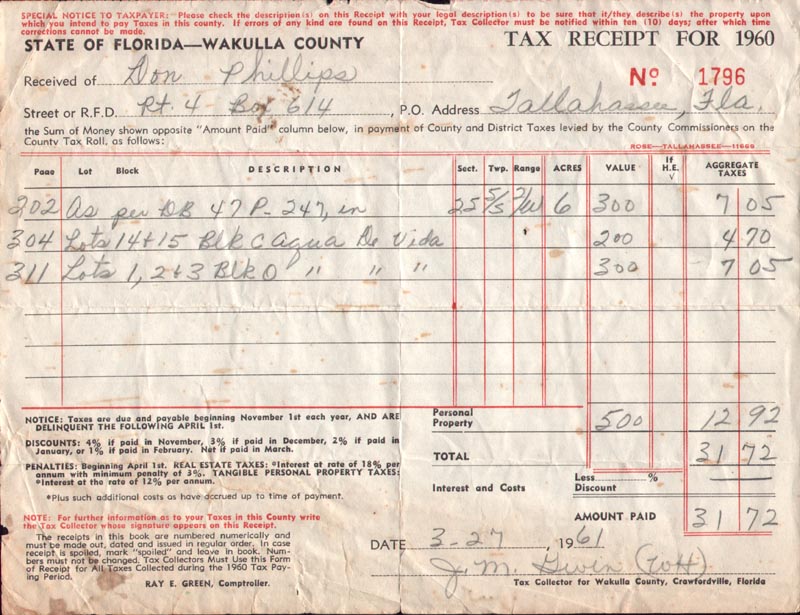 SPECIAL NOTICE TO TAXPAYER: "Please check the description(s) on this Receipt with your legal description(s) to be sure that it/they describe(s) the property upon
which you intend to pay Taxes in this county. If errors of any kind are found on this Receipt, Tax Collector must be notified within ten (10) days; after which time
corrections cannot be made.
STATE OF FLORIDA—WAKULLA COUNTY TAX RECEIPT FOR 1960
Received of Don Phillips No 1796
Street or R.F.D. Rt. 4 Box 614, P.O. Address Tallahassee, Fla.
the Sum of Money shown opposite "Amount Paid" column below, in payment of County and District Taxes levied by the County Commissioners on the
County Tax Roll, as follows:
ROSE—TALLAHASSEE—11666
Page Lot Block DESCRIPTION Sect. Twp. Range ACRES VALUE If H.E. √ AGGREGATE TAXES
202 As per DB 47 P- 247, in 25 5/S 2/W 6 300 7 05
304 Lots 14+15 Blk C Aqua De Vida 200 4 70
311 Lots 1, 2+3 Blk O " " " 300 7 05
NOTICE: Taxes are due and payable beginning November 1st each year, AND ARE
DELINQUENT THE FOLLOWING APRIL 1st.
Personal Property 500 12 92
DISCOUNTS: 4% if paid in November, 3% if paid in December, 2% if paid in
January, or 1% if paid in February. Net if paid in March.
TOTAL 31 72
PENALTIES: Beginning April 1st. REAL ESTATE TAXES: *Interest at rate of 18% per
annum with minimum penalty of 3%. TANGIBLE PERSONAL PROPERTY TAXES:
*Interest at the rate of 12% per annum.
Less % Discount
Interest and Costs
*Plus such additional costs as have accrued up to time of payment.
AMOUNT PAID 31 72
NOTE: For further information as to your Taxes in this County write
the Tax Collector whose signature appears on this Receipt.
The receipts in this book are numbered numerically and
must be made out, dated and issued in regular order. In case
receipt is spoiled, mark "spoiled" and leave in book. Num-
bers must not be changed. Tax Collectors Must Use this Form
of Receipt for All Taxes Collected during the 1960 Tax Pay-
ing Period.
RAY E. GREEN, Comptroller.
DATE 3-27, 1961
J. M. Gwin (WH)
Tax Collector for Wakulla County, Crawfordville, Florida